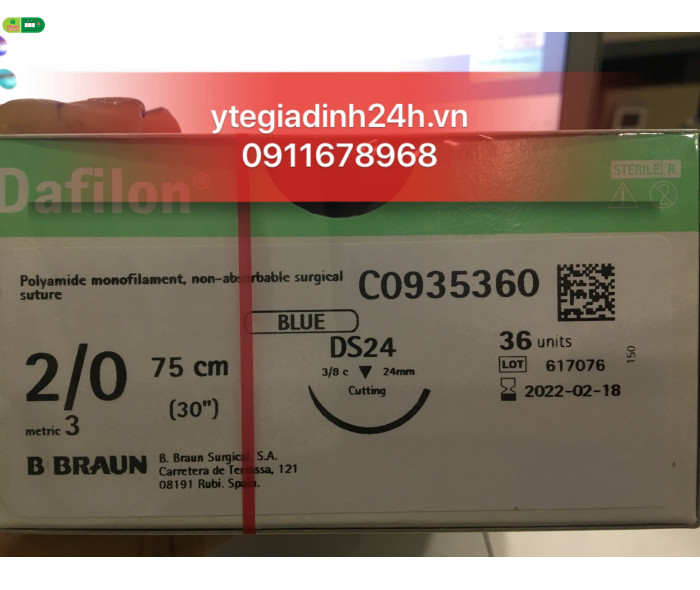 ytegiadinh24h.vn
0911678968
Dafilon®
STERILE R
Polyamide monofilament, non-absorbable surgical
suture
C0935360
BLUE
DS24
3/8 c ▼ 24mm
Cutting
2/0 75 cm
(30")
metric 3
36 units
LOT 617076
150
2022-02-18
B BRAUN
B. Braun Surgical, S.A.
Carretera de Terrassa, 121
08191 Rubi. Spain.